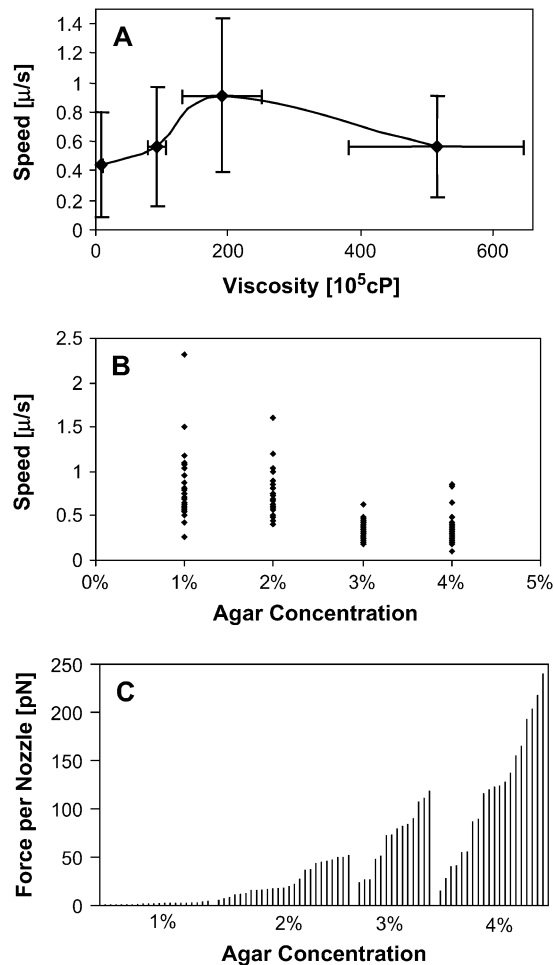 A
Speed [μ/s]
1.4
1.2
1
0.8
0.6
0.4
0.2
0
0 200 400 600
Viscosity [10⁵cP]
B
Speed [μ/s]
2.5
2
1.5
1
0.5
0
0% 1% 2% 3% 4% 5%
Agar Concentration
C
Force per Nozzle [pN]
250
200
150
100
50
0
1% 2% 3% 4%
Agar Concentration